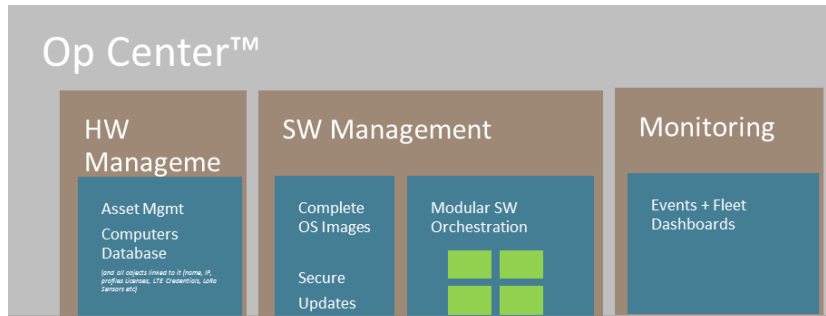 Op Center™
HW
Manageme
SW Management
Monitoring
Asset Mgmt
Computers
Database
(and all objects linked to it (name, IP,
profiles Licenses, LTE Credentials, LoRa
Sensors etc)
Complete
OS Images
Secure
Updates
Modular SW
Orchestration
Events + Fleet
Dashboards